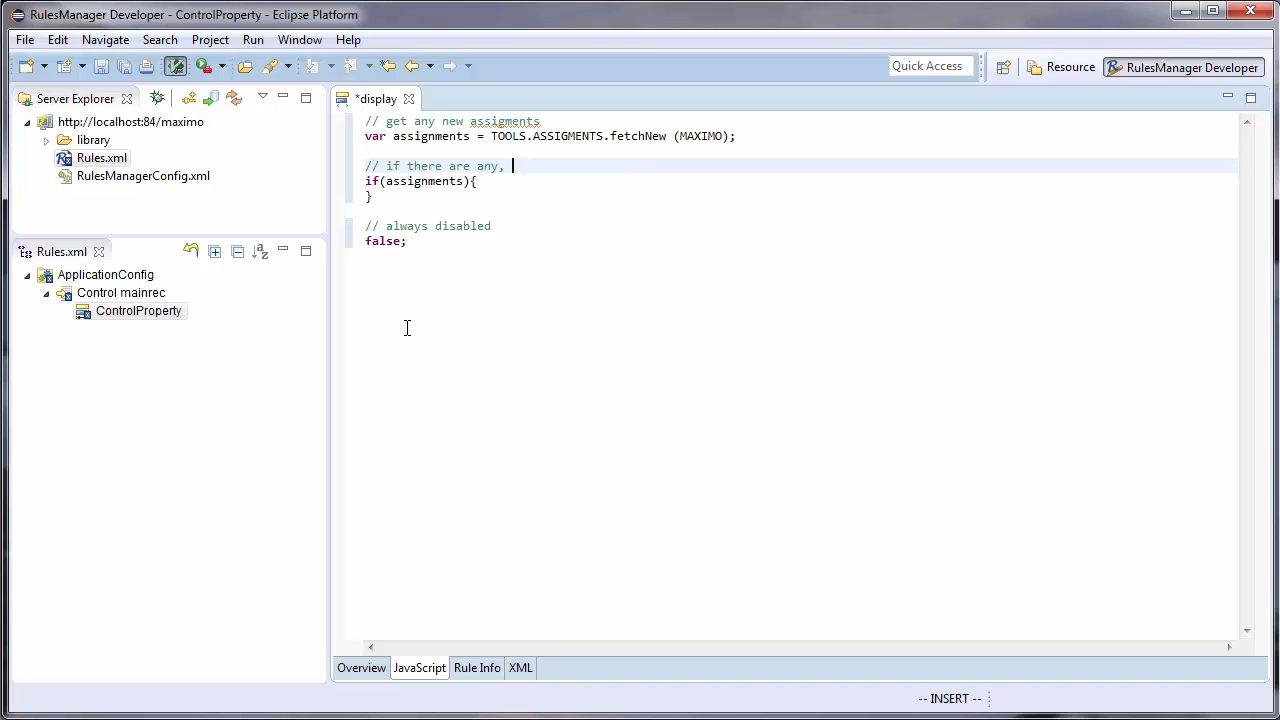 RulesManager Developer - ControlProperty - Eclipse Platform
File Edit Navigate Search Project Run Window Help
Quick Access
Resource
RulesManager Developer
Server Explorer
http://localhost:84/maximo
library
Rules.xml
RulesManagerConfig.xml
Rules.xml
ApplicationConfig
Control mainrec
ControlProperty
*display
// get any new assigments
var assignments = TOOLS.ASSIGMENTS.fetchNew (MAXIMO);
// if there are any,
if(assignments){
}
// always disabled
false;
Overview JavaScript Rule Info XML
-- INSERT --